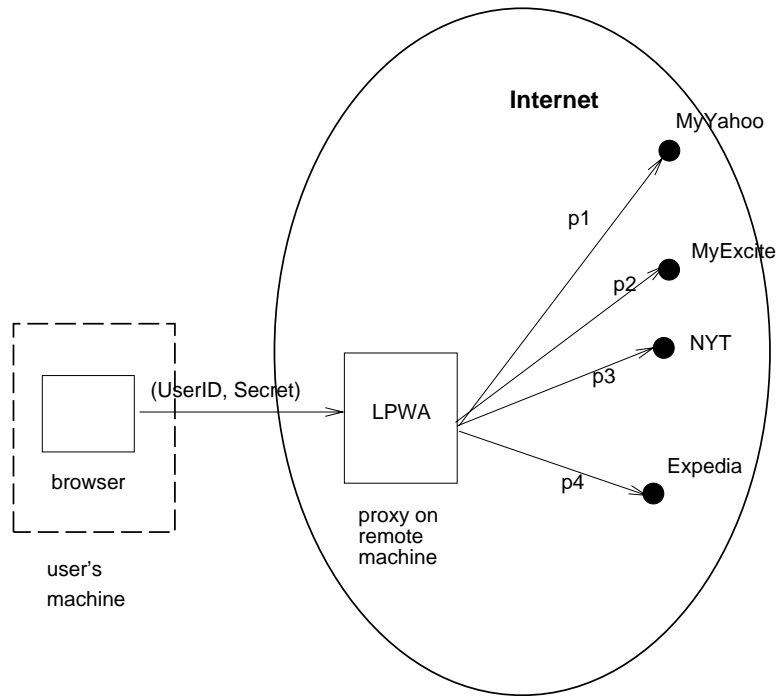 Internet
MyYahoo
p1
MyExcite
p2
NYT
p3
(UserID, Secret)
LPWA
Expedia
p4
browser
proxy on
remote
machine
user's
machine